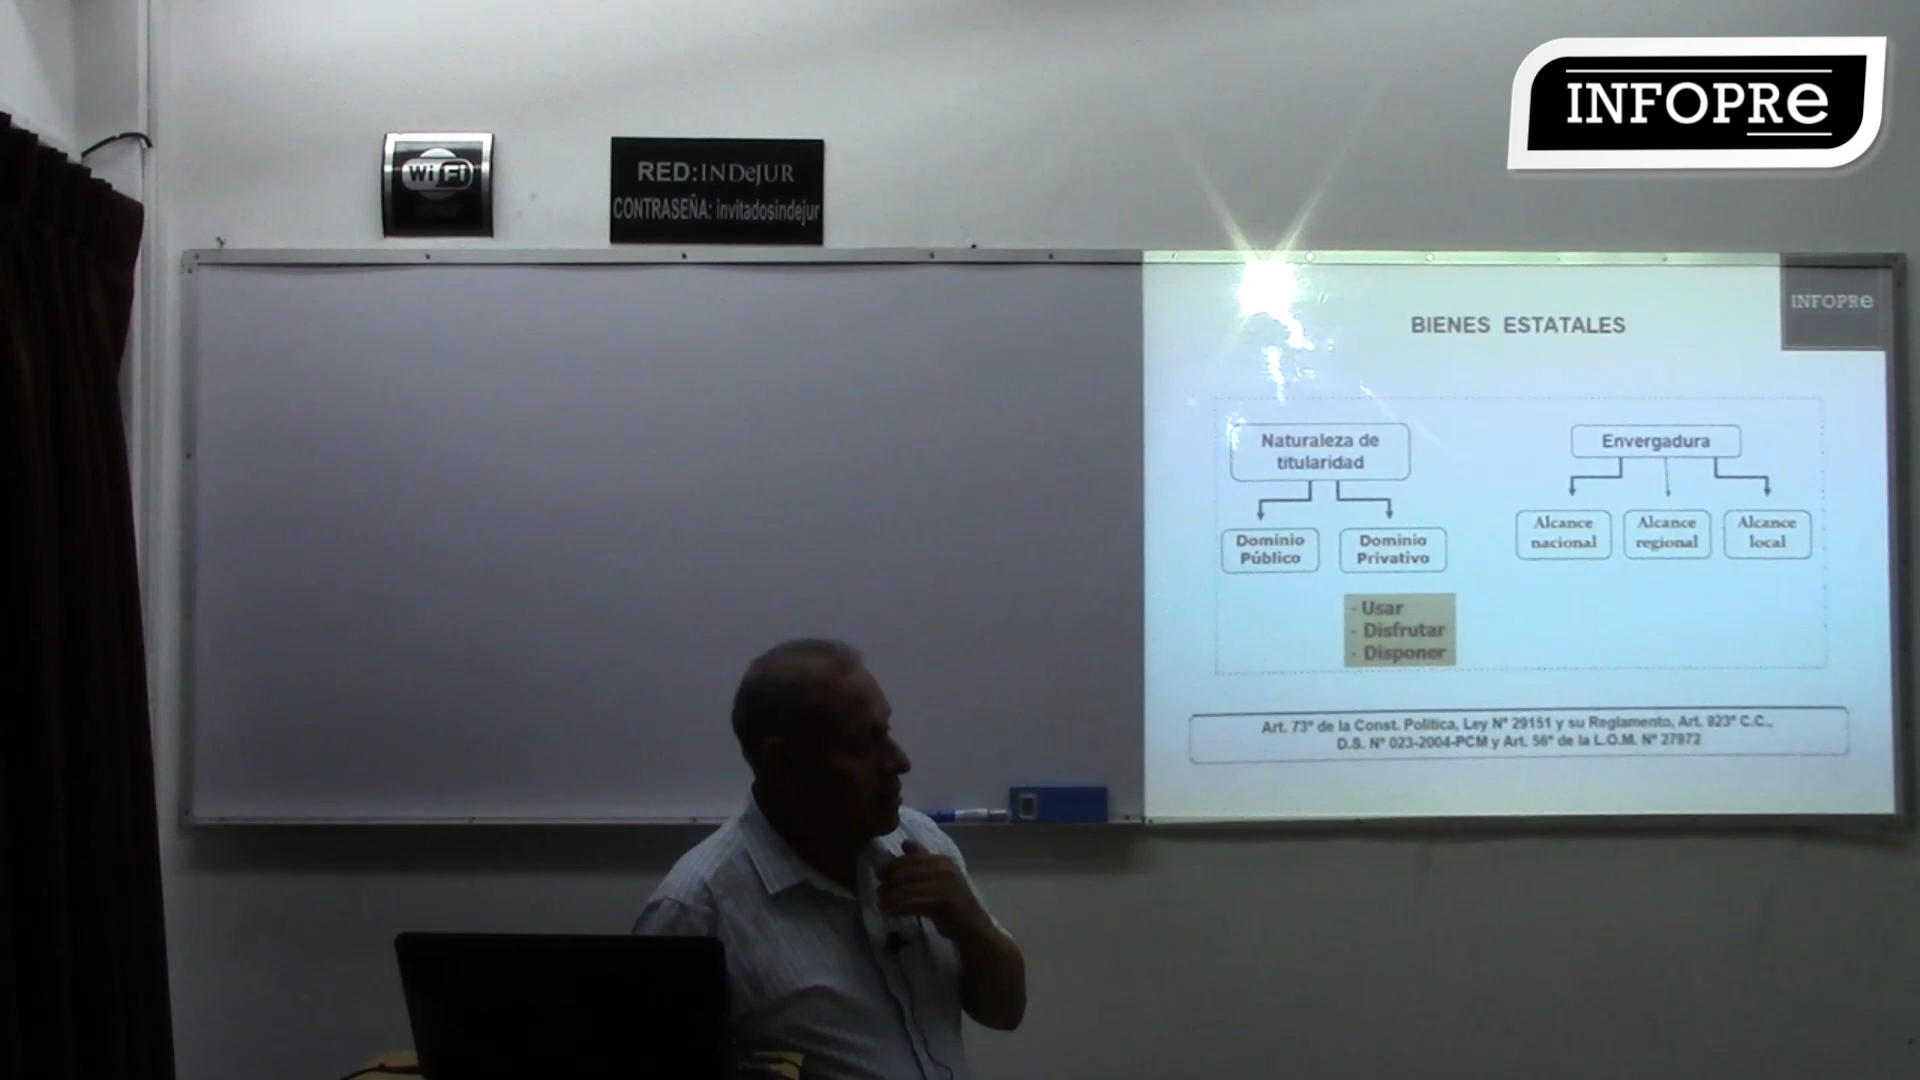 INFOPRe
Wi Fi
RED:INDeJUR
CONTRASEÑA: invitadosindejur
INFOPRe
BIENES ESTATALES
Naturaleza de
titularidad
Envergadura
Dominio
Público
Dominio
Privativo
Alcance
nacional
Alcance
regional
Alcance
local
- Usar
- Disfrutar
- Disponer
Art. 73° de la Const. Política, Ley N° 29151 y su Reglamento, Art. 923° C.C.,
D.S. N° 023-2004-PCM y Art. 56° de la L.O.M. N° 27972